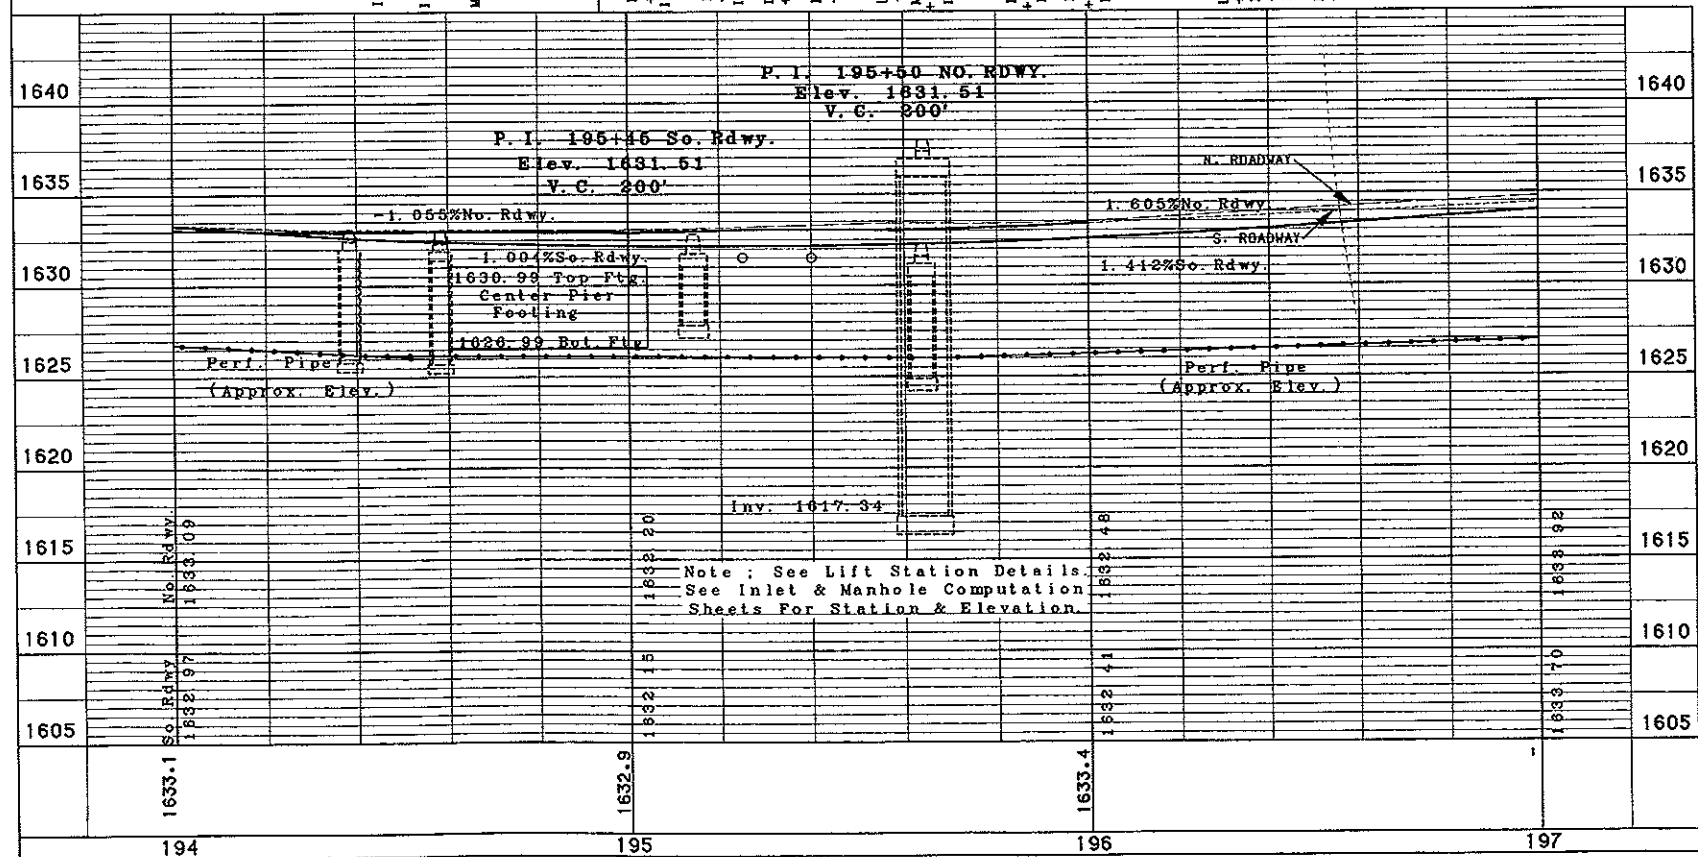 P. I. 195+50 NO. RDWY.
Elev. 1631.51
V. C. 200'
P. I. 195+45 So. Rdwy.
Elev. 1631.51
V. C. 200'
1640
1640
1635
1635
1630
1630
1625
1625
1620
1620
1615
1615
1610
1610
1605
1605
N. ROADWAY
S. ROADWAY
-1.055%No. Rdwy.
1.605%No. Rdwy.
-1.004%So. Rdwy.
1.412%So. Rdwy.
1630.99 Top Ftg.
Center Pier
Footing
1626.99 Bot. Ftg
Perf. Pipe
(Approx. Elev.)
Perf. Pipe
(Approx. Elev.)
Inv. 1617.34
Note ; See Lift Station Details.
See Inlet & Manhole Computation
Sheets For Station & Elevation.
No. Rdwy.
1633.09
1632.20
1632.48
1633.92
So. Rdwy
1632.97
1632.15
1632.41
1633.70
1633.1
1632.9
1633.4
194
195
196
197